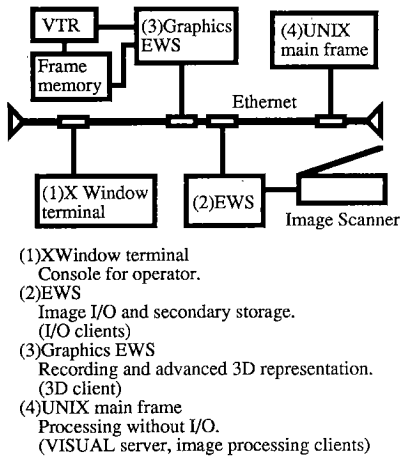 VTR
Frame
memory
(3)Graphics
EWS
(4)UNIX
main frame
Ethernet
(1)X Window
terminal
(2)EWS
Image Scanner
(1)XWindow terminal
Console for operator.
(2)EWS
Image I/O and secondary storage.
(I/O clients)
(3)Graphics EWS
Recording and advanced 3D representation.
(3D client)
(4)UNIX main frame
Processing without I/O.
(VISUAL server, image processing clients)